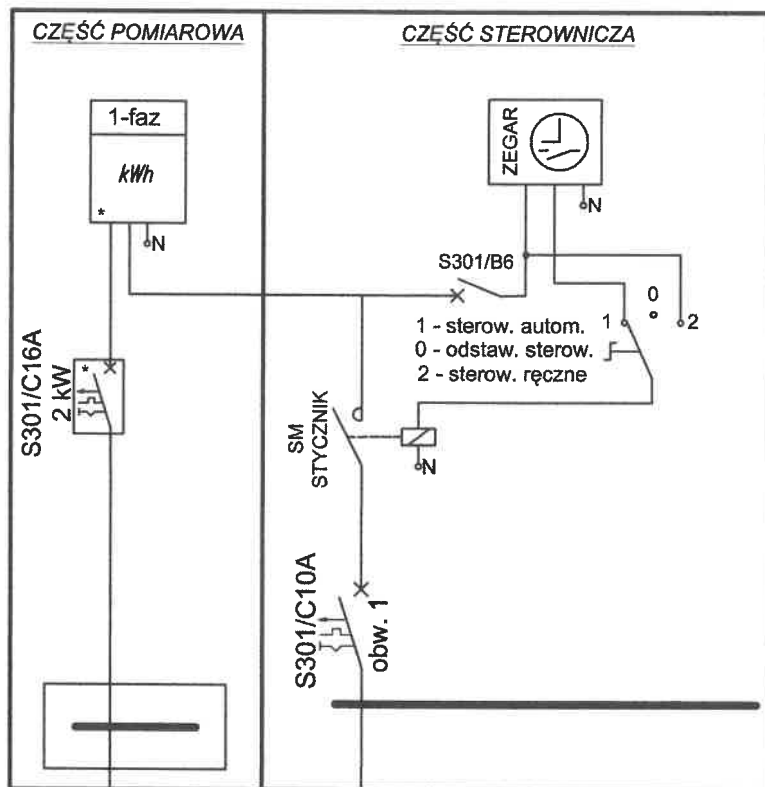 CZĘŚĆ POMIAROWA
CZĘŚĆ STEROWNICZA
1-faz
kWh
*
N
ZEGAR
N
S301/B6
0
1 - sterow. autom.
0 - odstaw. sterow.
2 - sterow. ręczne
1
2
*
S301/C16A
2 kW
SM
STYCZNIK
N
S301/C10A
obw. 1